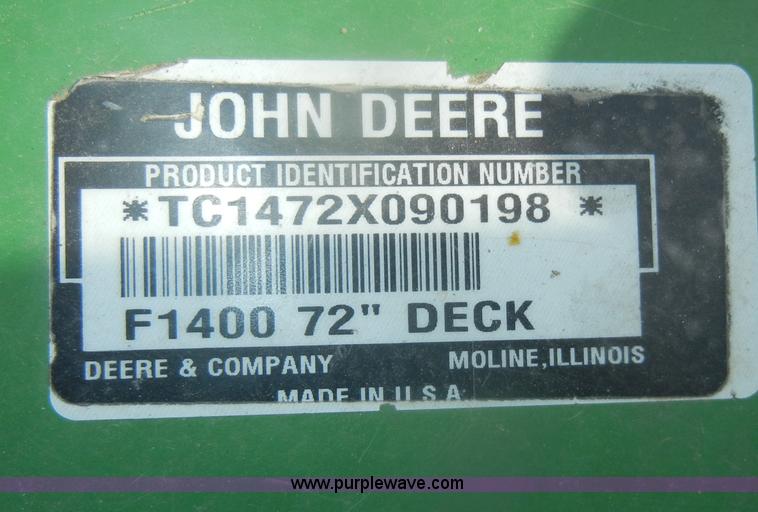 JOHN DEERE
PRODUCT IDENTIFICATION NUMBER
*TC1472X090198 *
F1400 72" DECK
DEERE & COMPANY MOLINE, ILLINOIS
MADE IN U.S.A.
www.purplewave.com